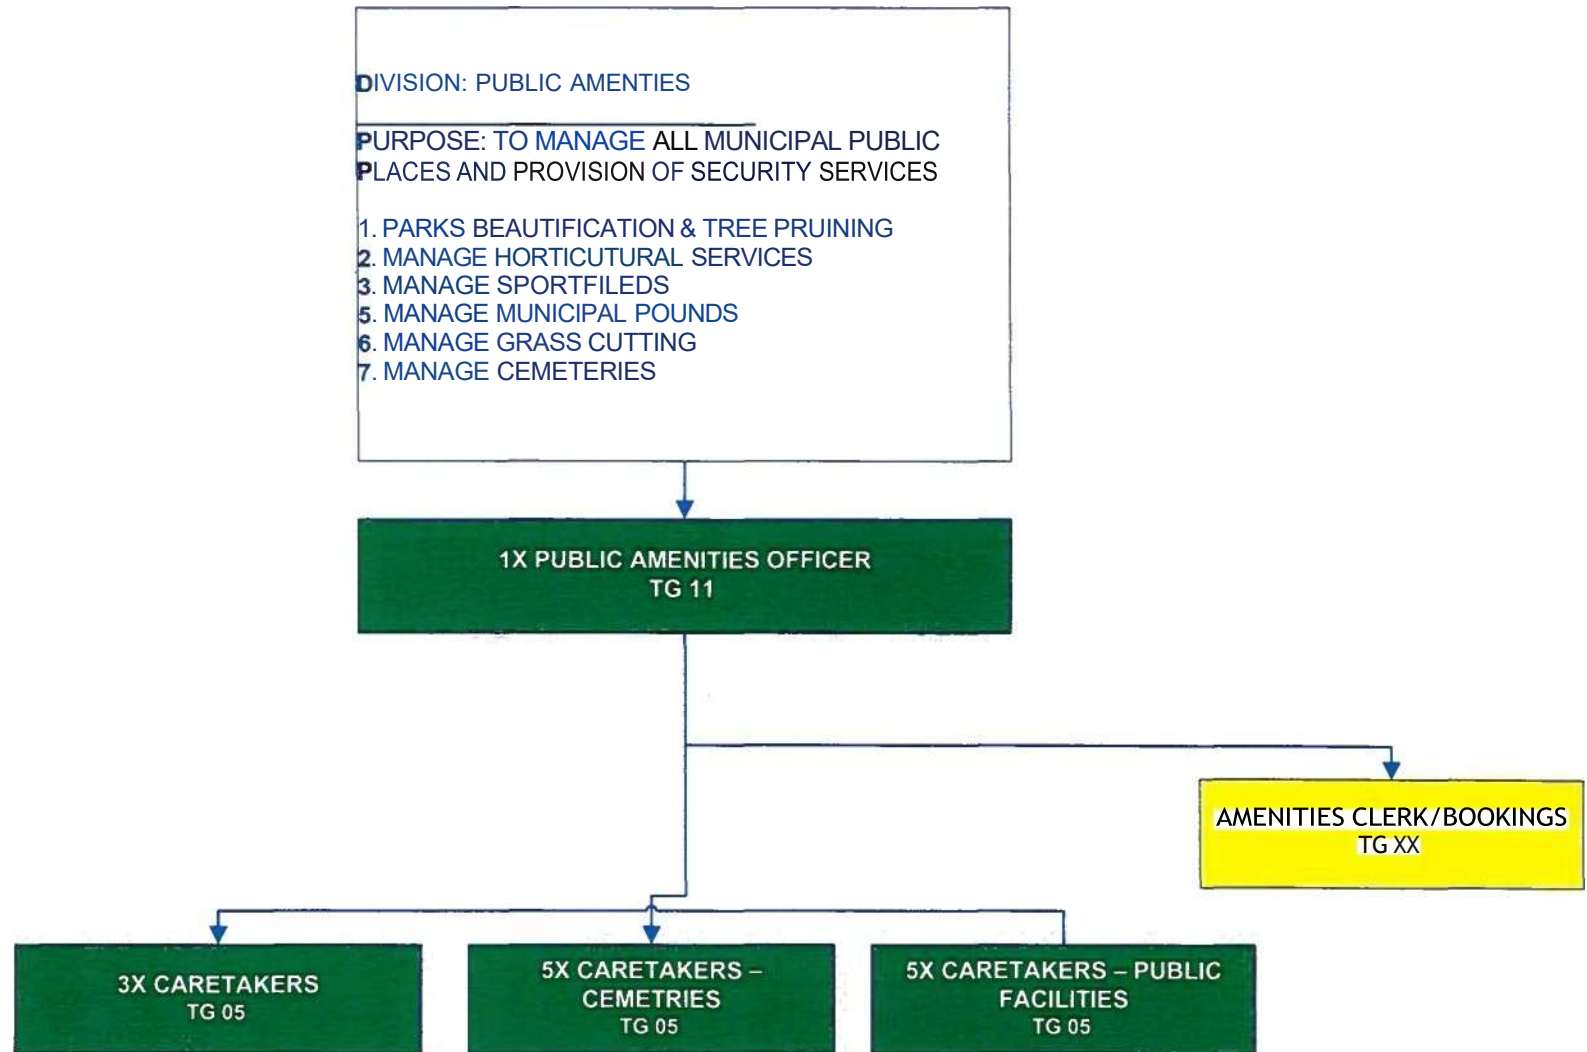 DIVISION: PUBLIC AMENTIES
PURPOSE: TO MANAGE ALL MUNICIPAL PUBLIC
PLACES AND PROVISION OF SECURITY SERVICES
1. PARKS BEAUTIFICATION & TREE PRUINING
2. MANAGE HORTICUTURAL SERVICES
3. MANAGE SPORTFILEDS
5. MANAGE MUNICIPAL POUNDS
6. MANAGE GRASS CUTTING
7. MANAGE CEMETERIES
1X PUBLIC AMENITIES OFFICER
TG 11
AMENITIES CLERK/BOOKINGS
TG XX
3X CARETAKERS
TG 05
5X CARETAKERS –
CEMETRIES
TG 05
5X CARETAKERS – PUBLIC
FACILITIES
TG 05